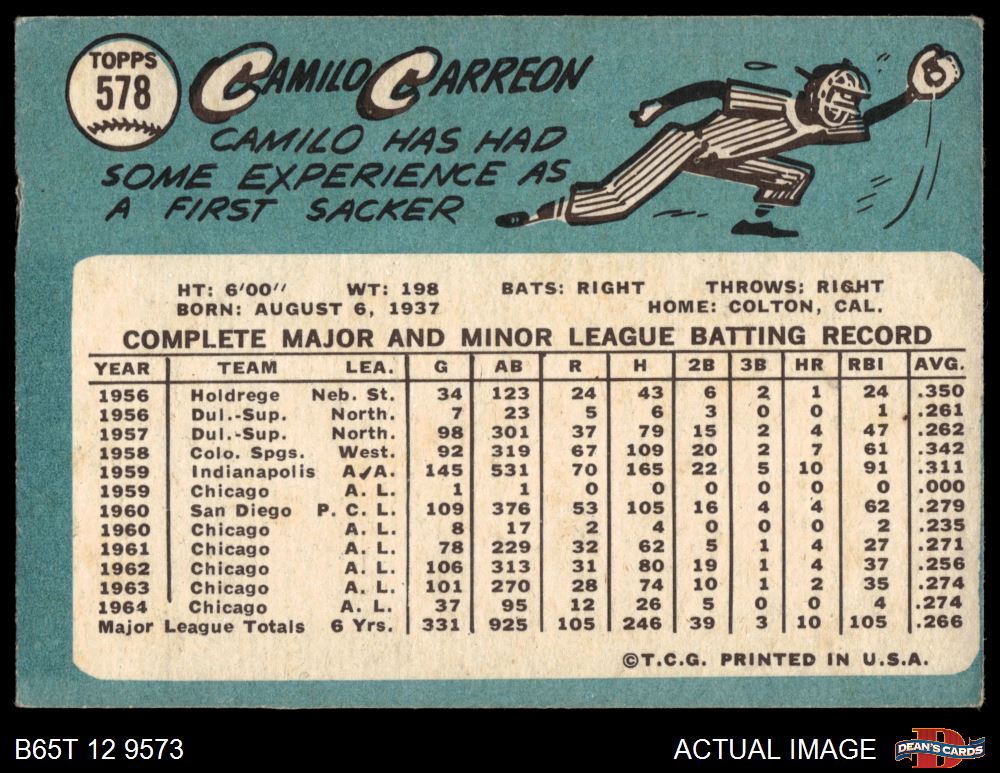 TOPPS
578
CAMILO CARREON
CAMILO HAS HAD
SOME EXPERIENCE AS
A FIRST SACKER
HT: 6'00" WT: 198 BATS: RIGHT THROWS: RIGHT
BORN: AUGUST 6, 1937 HOME: COLTON, CAL.
COMPLETE MAJOR AND MINOR LEAGUE BATTING RECORD
YEAR TEAM LEA. G AB R H 2B 3B HR RBI AVG.
1956 Holdrege Neb. St. 34 123 24 43 6 2 1 24 .350
1956 Dul.-Sup. North. 7 23 5 6 3 0 0 1 .261
1957 Dul.-Sup. North. 98 301 37 79 15 2 4 47 .262
1958 Colo. Spgs. West. 92 319 67 109 20 2 7 61 .342
1959 Indianapolis A.A. 145 531 70 165 22 5 10 91 .311
1959 Chicago A. L. 1 1 0 0 0 0 0 0 .000
1960 San Diego P. C. L. 109 376 53 105 16 4 4 62 .279
1960 Chicago A. L. 8 17 2 4 0 0 0 2 .235
1961 Chicago A. L. 78 229 32 62 5 1 4 27 .271
1962 Chicago A. L. 106 313 31 80 19 1 4 37 .256
1963 Chicago A. L. 101 270 28 74 10 1 2 35 .274
1964 Chicago A. L. 37 95 12 26 5 0 0 4 .274
Major League Totals 6 Yrs. 331 925 105 246 39 3 10 105 .266
©T.C.G. PRINTED IN U.S.A.
B65T 12 9573 ACTUAL IMAGE DEAN'S CARDS